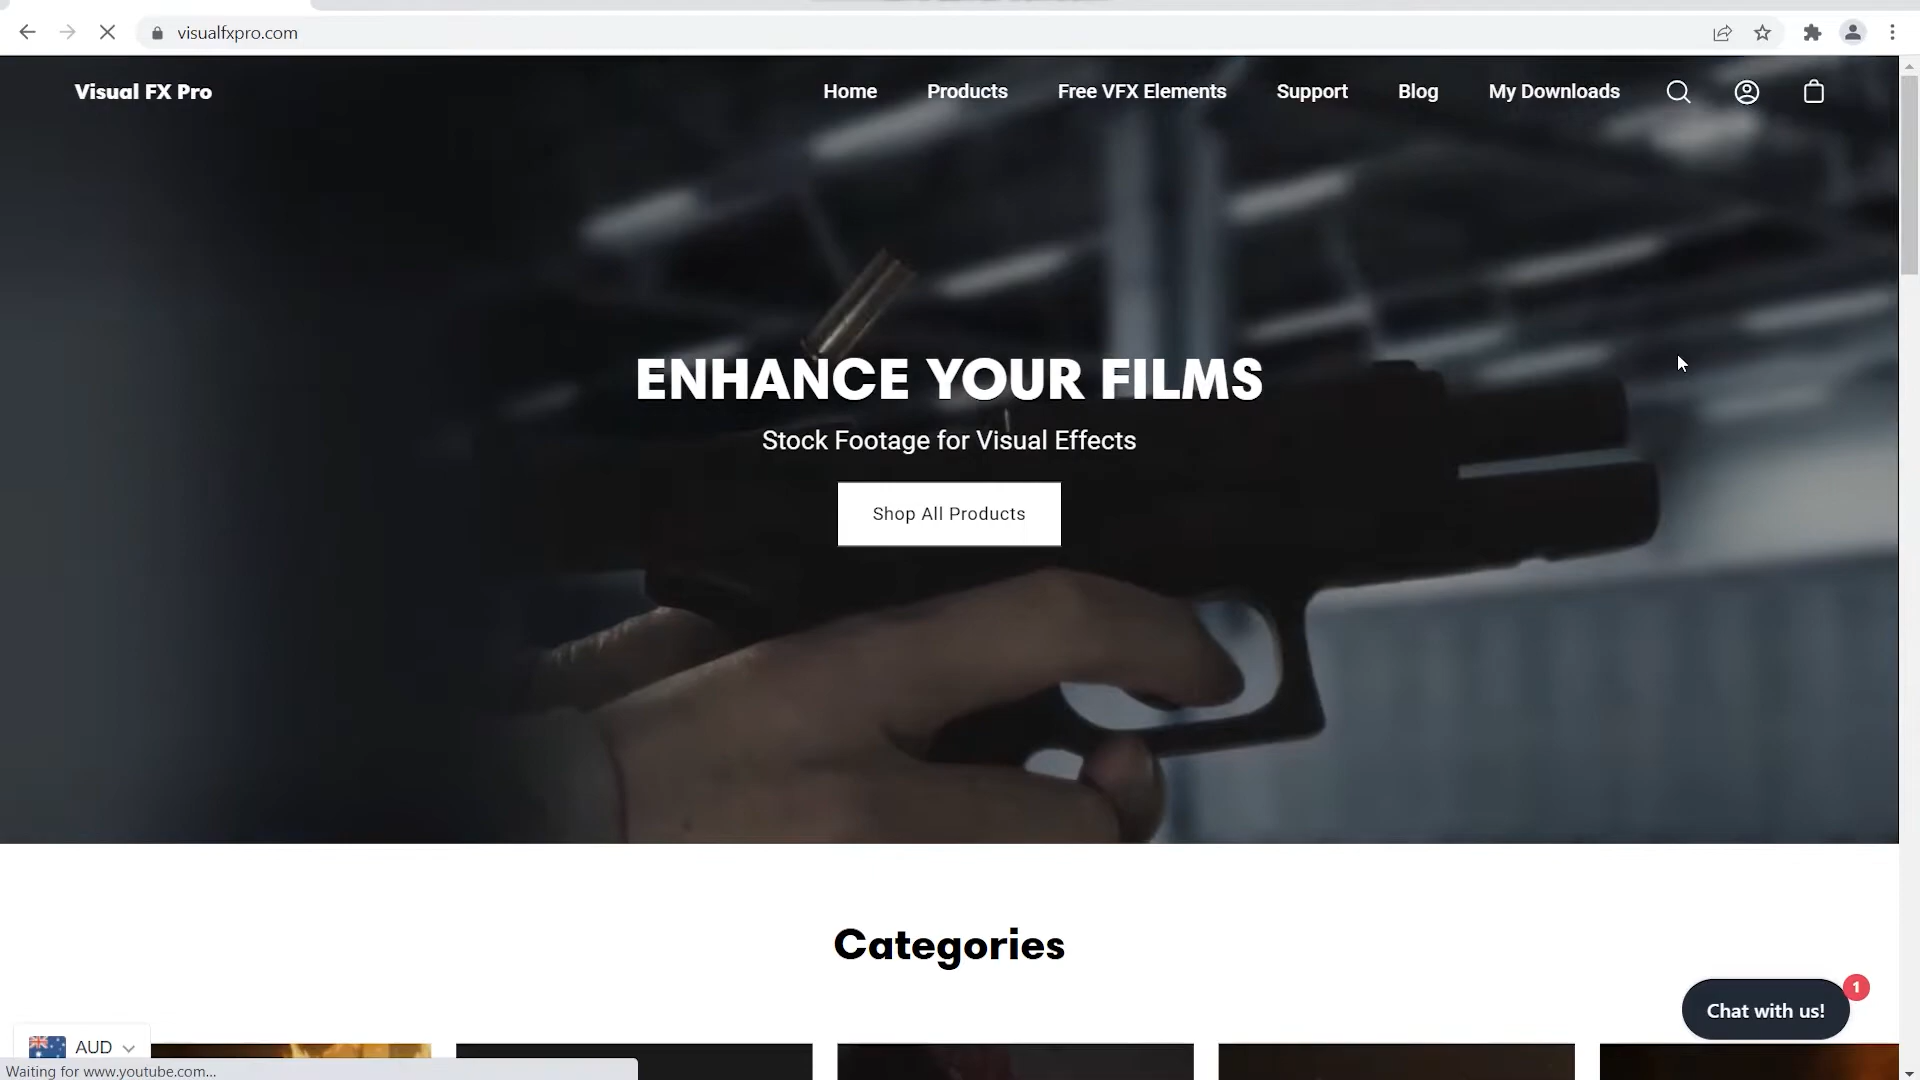 visualfxpro.com
Visual FX Pro
Home
Products
Free VFX Elements
Support
Blog
My Downloads
ENHANCE YOUR FILMS
Stock Footage for Visual Effects
Shop All Products
Categories
1
Chat with us!
AUD
Waiting for www.youtube.com...